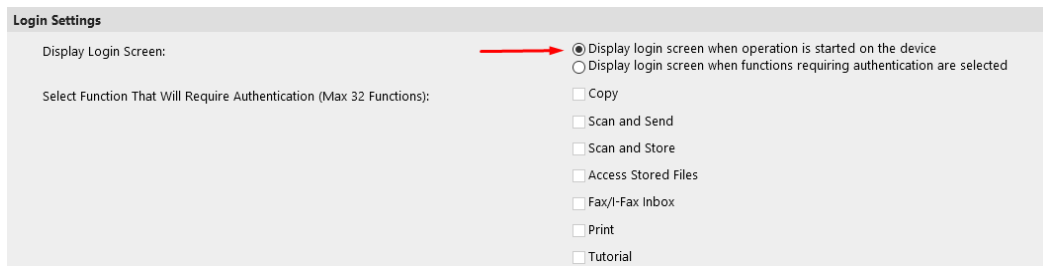 Login Settings
Display Login Screen:
Display login screen when operation is started on the device
Display login screen when functions requiring authentication are selected
Select Function That Will Require Authentication (Max 32 Functions):
Copy
Scan and Send
Scan and Store
Access Stored Files
Fax/I-Fax Inbox
Print
Tutorial